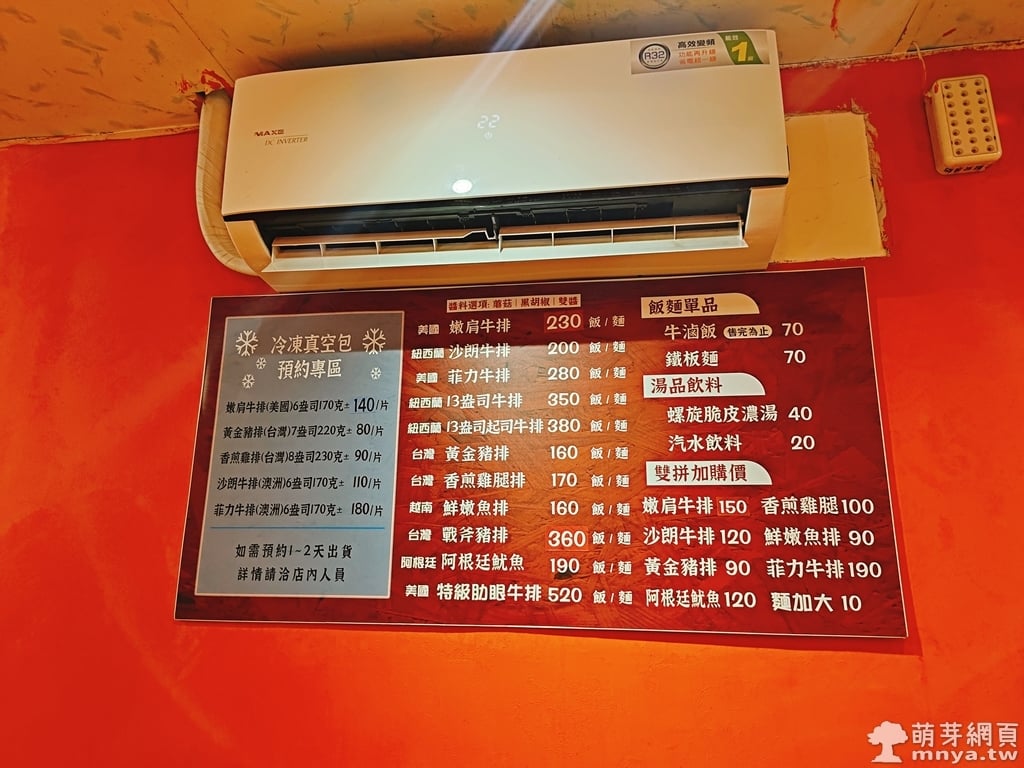 MAXE
DC INVERTER
22
R32
高效變頻
功能再升級
省電超一級
能效
1級
冷凍真空包
預約專區
嫩肩牛排(美國)6盎司170克± 140/片
黃金豬排(台灣)7盎司220克± 80/片
香煎雞排(台灣)8盎司230克± 90/片
沙朗牛排(澳洲)6盎司170克± 110/片
菲力牛排(澳洲)6盎司170克± 180/片
如需預約1~2天出貨
詳情請洽店內人員
醬料選項: 蘑菇 | 黑胡椒 | 雙醬
美國 嫩肩牛排 230 飯 / 麵
紐西蘭 沙朗牛排 200 飯 / 麵
美國 菲力牛排 280 飯 / 麵
紐西蘭 13盎司牛排 350 飯 / 麵
紐西蘭 13盎司起司牛排 380 飯 / 麵
台灣 黃金豬排 160 飯 / 麵
台灣 香煎雞腿排 170 飯 / 麵
越南 鮮嫩魚排 160 飯 / 麵
台灣 戰斧豬排 360 飯 / 麵
阿根廷 阿根廷魷魚 190 飯 / 麵
美國 特級肋眼牛排 520 飯 / 麵
飯麵單品
牛滷飯 售完為止 70
鐵板麵 70
湯品飲料
螺旋脆皮濃湯 40
汽水飲料 20
雙拼加購價
嫩肩牛排 150 香煎雞腿 100
沙朗牛排 120 鮮嫩魚排 90
黃金豬排 90 菲力牛排 190
阿根廷魷魚 120 麵加大 10
萌芽網頁
mnya.tw